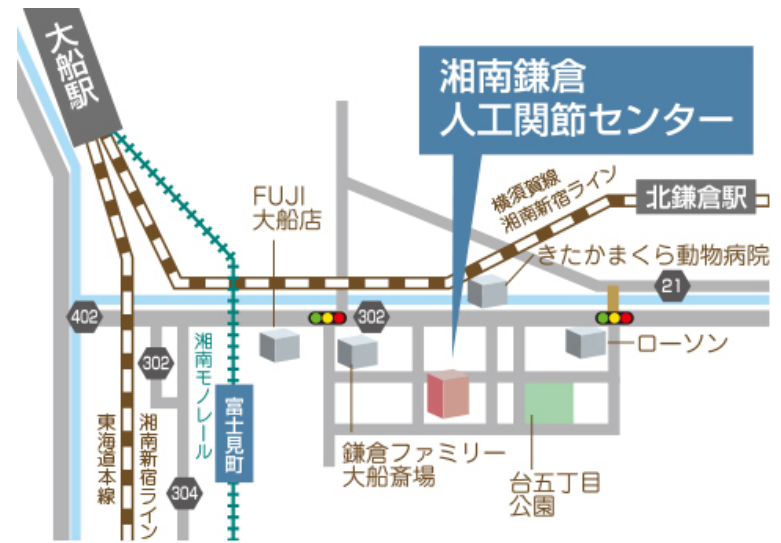 大船駅
湘南鎌倉
人工関節センター
横須賀線
湘南新宿ライン
北鎌倉駅
FUJI
大船店
きたかまくら動物病院
21
402
302
302
湘南モノレール
ローソン
富士見町
東海道本線
湘南新宿ライン
304
鎌倉ファミリー
大船斎場
台五丁目
公園